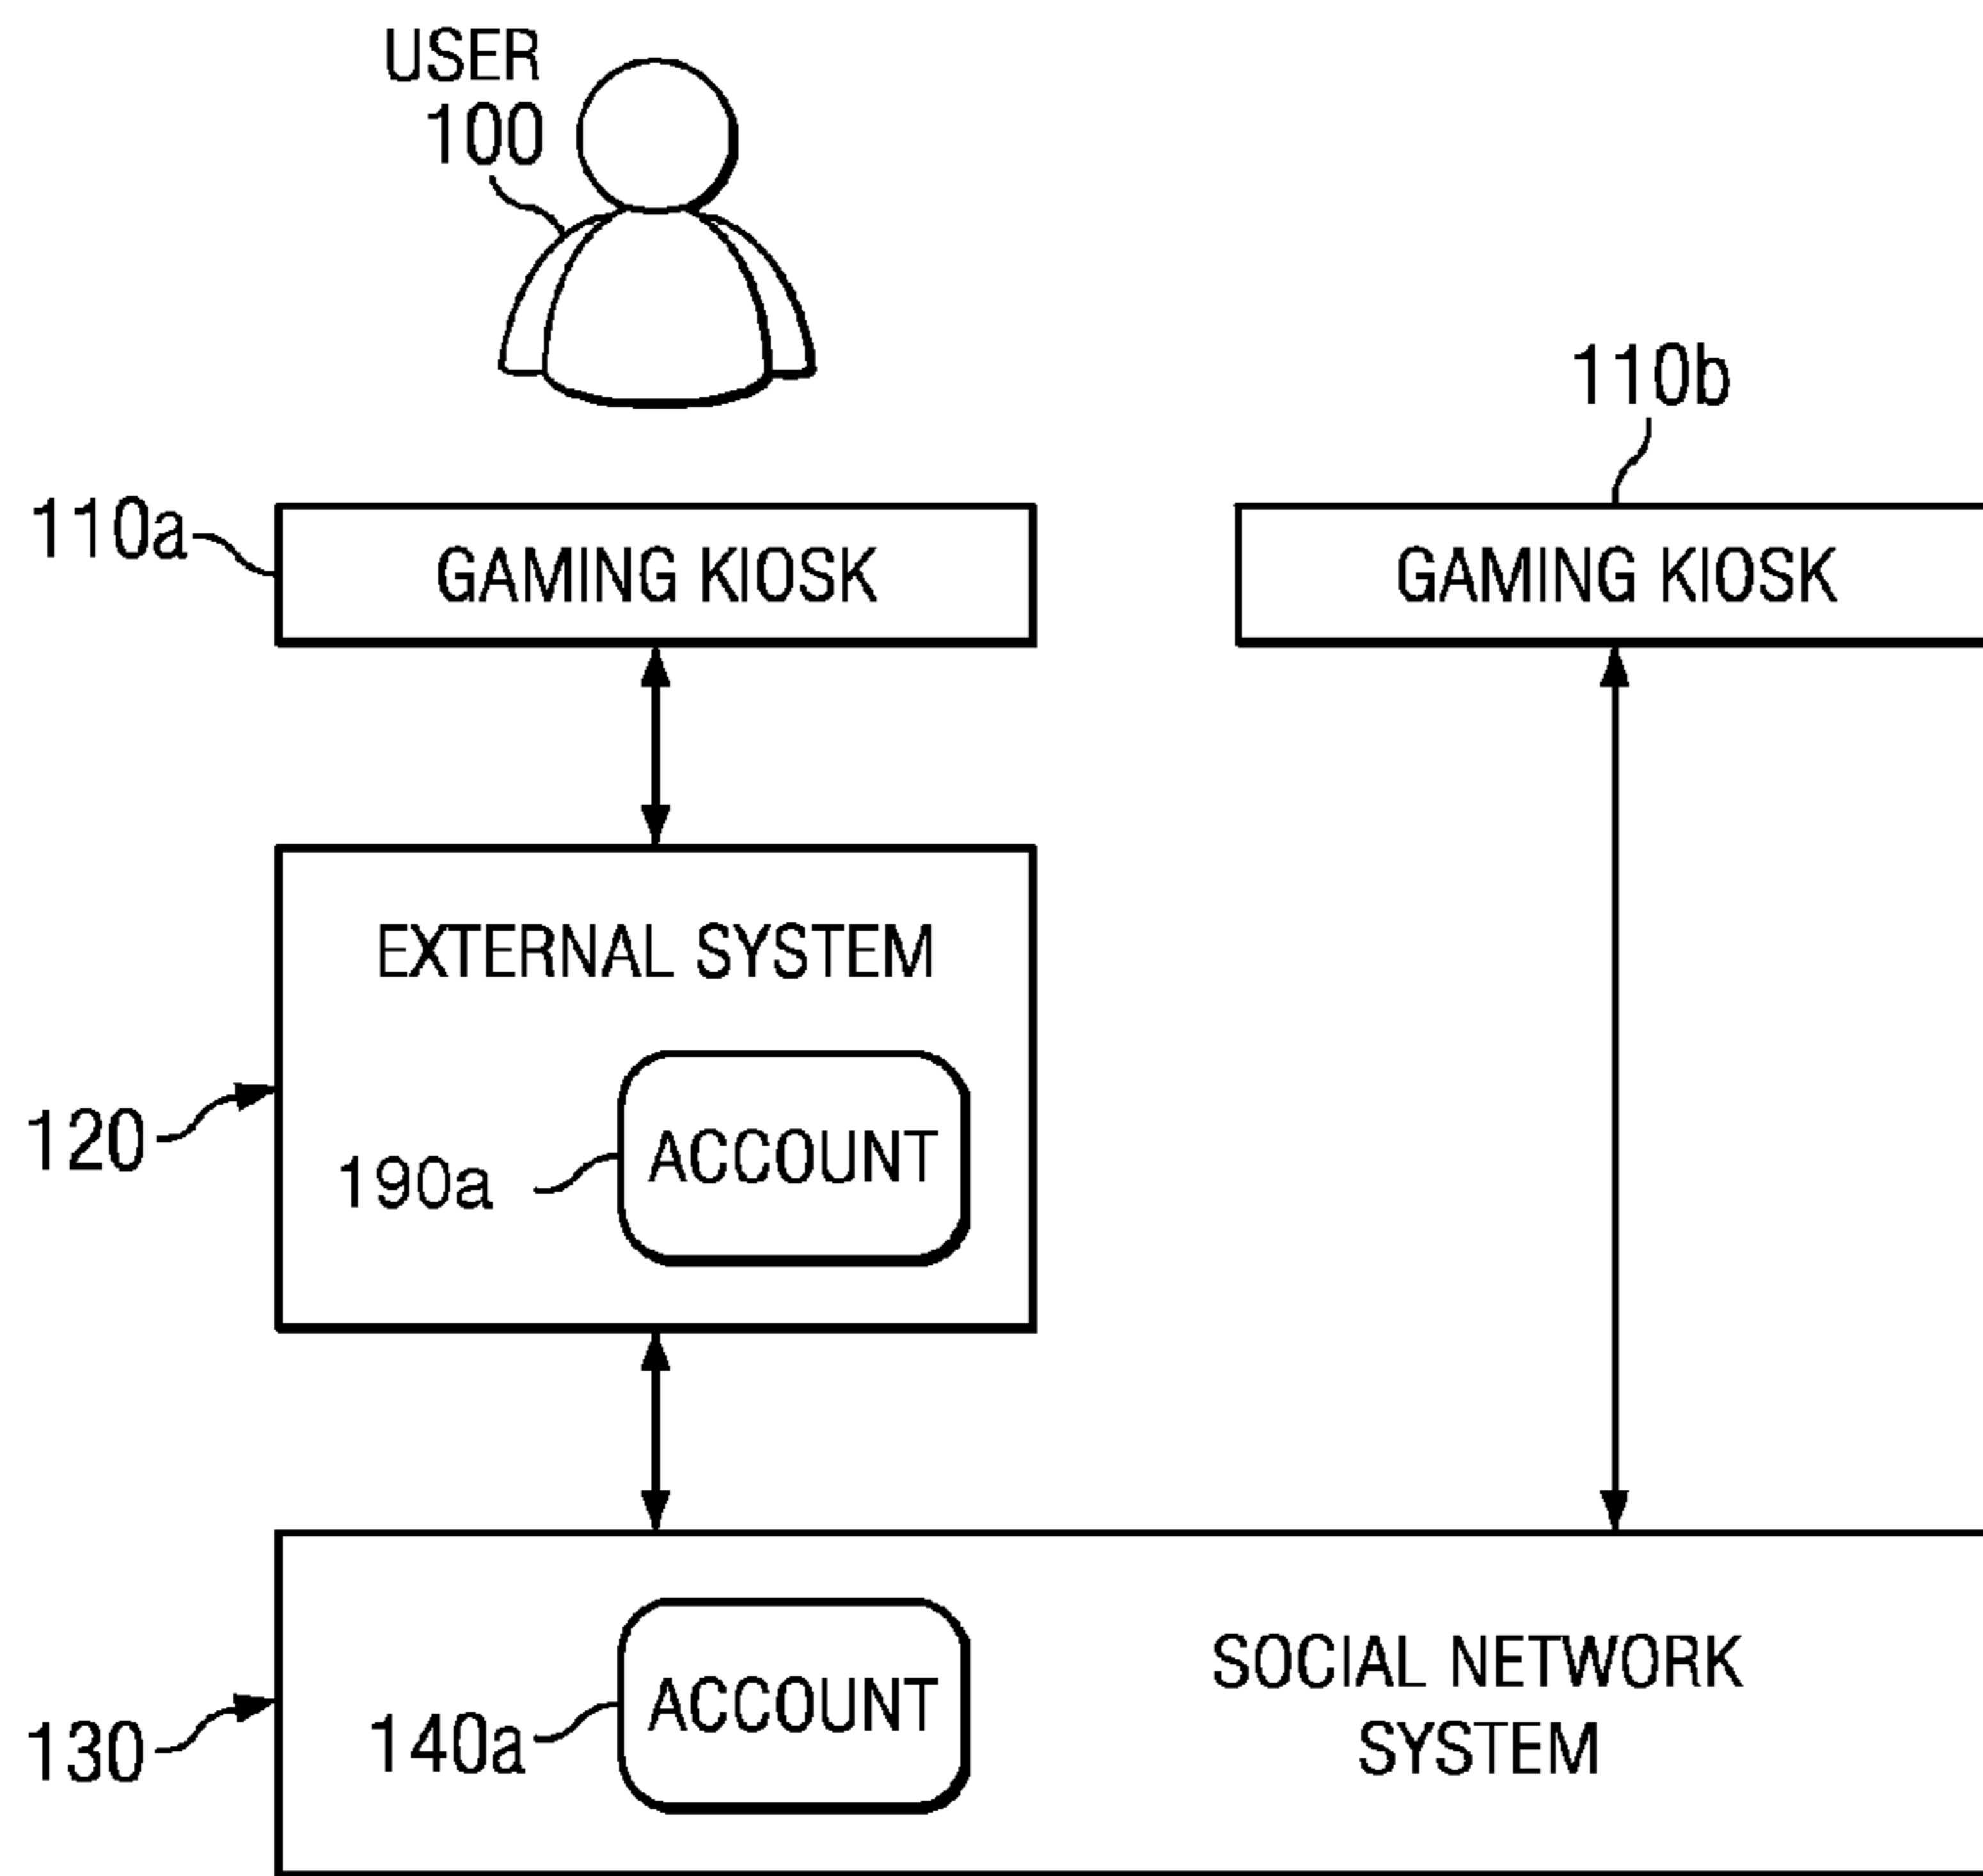 USER
100
110b
110a
GAMING KIOSK
GAMING KIOSK
EXTERNAL SYSTEM
120
190a
ACCOUNT
130
140a
ACCOUNT
SOCIAL NETWORK
SYSTEM